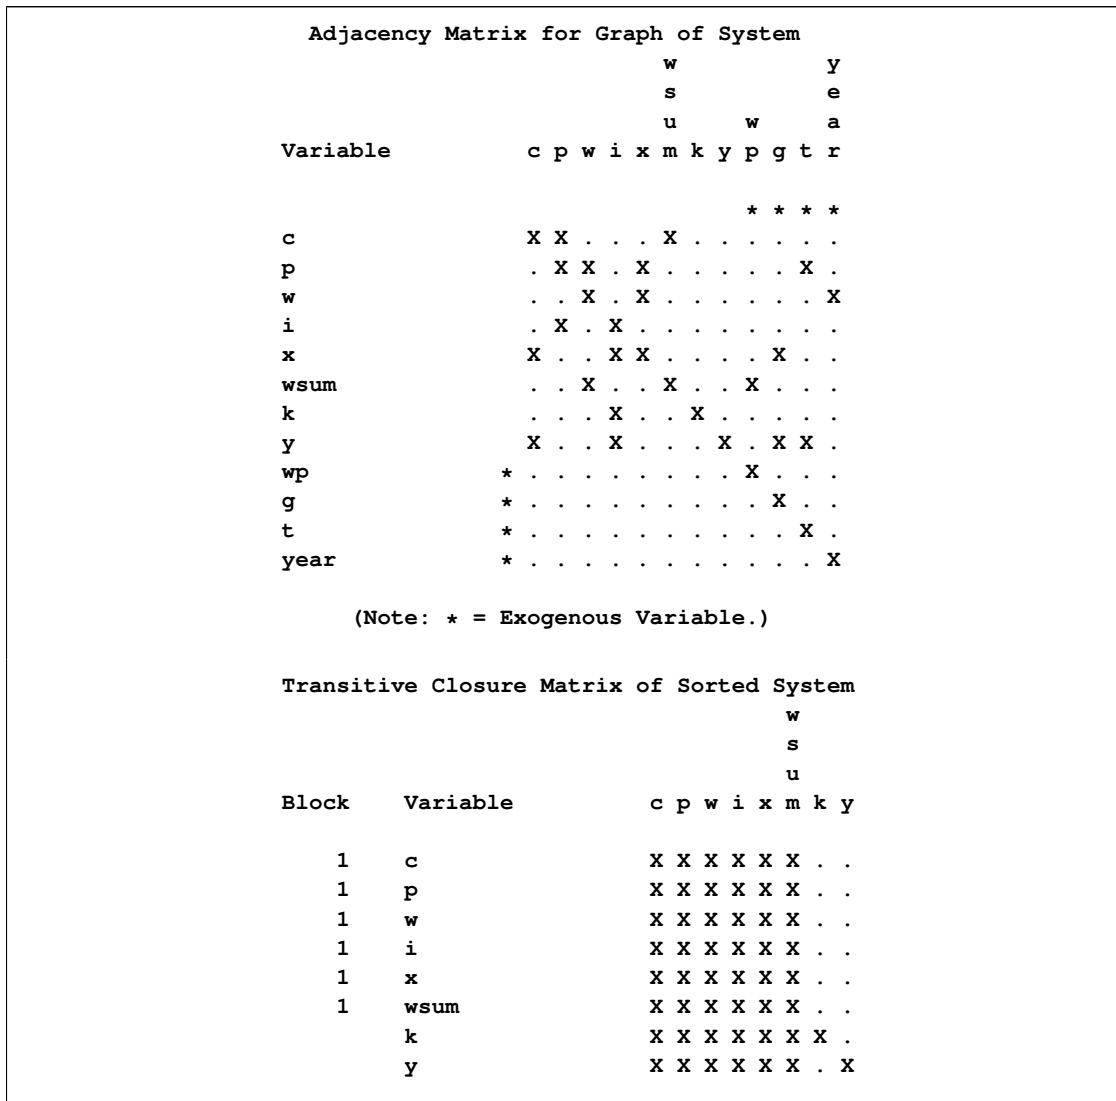 Adjacency Matrix for Graph of System
w y
s e
u w a
Variable c p w i x m k y p g t r
* * * *
c X X . . . X . . . . . .
p . X X . X . . . . . X .
w . . X . X . . . . . . X
i . X . X . . . . . . . .
x X . . X X . . . . X . .
wsum . . X . . X . . X . . .
k . . . X . . X . . . . .
y X . . X . . . X . X X .
wp * . . . . . . . . X . . .
g * . . . . . . . . . X . .
t * . . . . . . . . . . X .
year * . . . . . . . . . . . X
(Note: * = Exogenous Variable.)
Transitive Closure Matrix of Sorted System
w
s
u
Block Variable c p w i x m k y
1 c X X X X X X . .
1 p X X X X X X . .
1 w X X X X X X . .
1 i X X X X X X . .
1 x X X X X X X . .
1 wsum X X X X X X . .
k X X X X X X X .
y X X X X X X . X